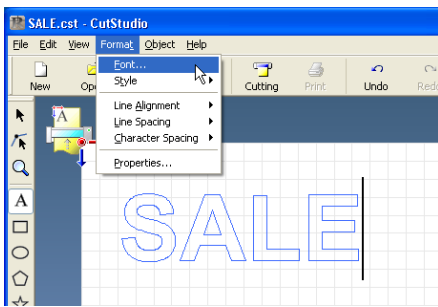 SALE.cst - CutStudio
File Edit View Format Object Help
New
Cutting Print Undo
Font...
Style
Line Alignment
Line Spacing
Character Spacing
Properties...
A
A
SALE